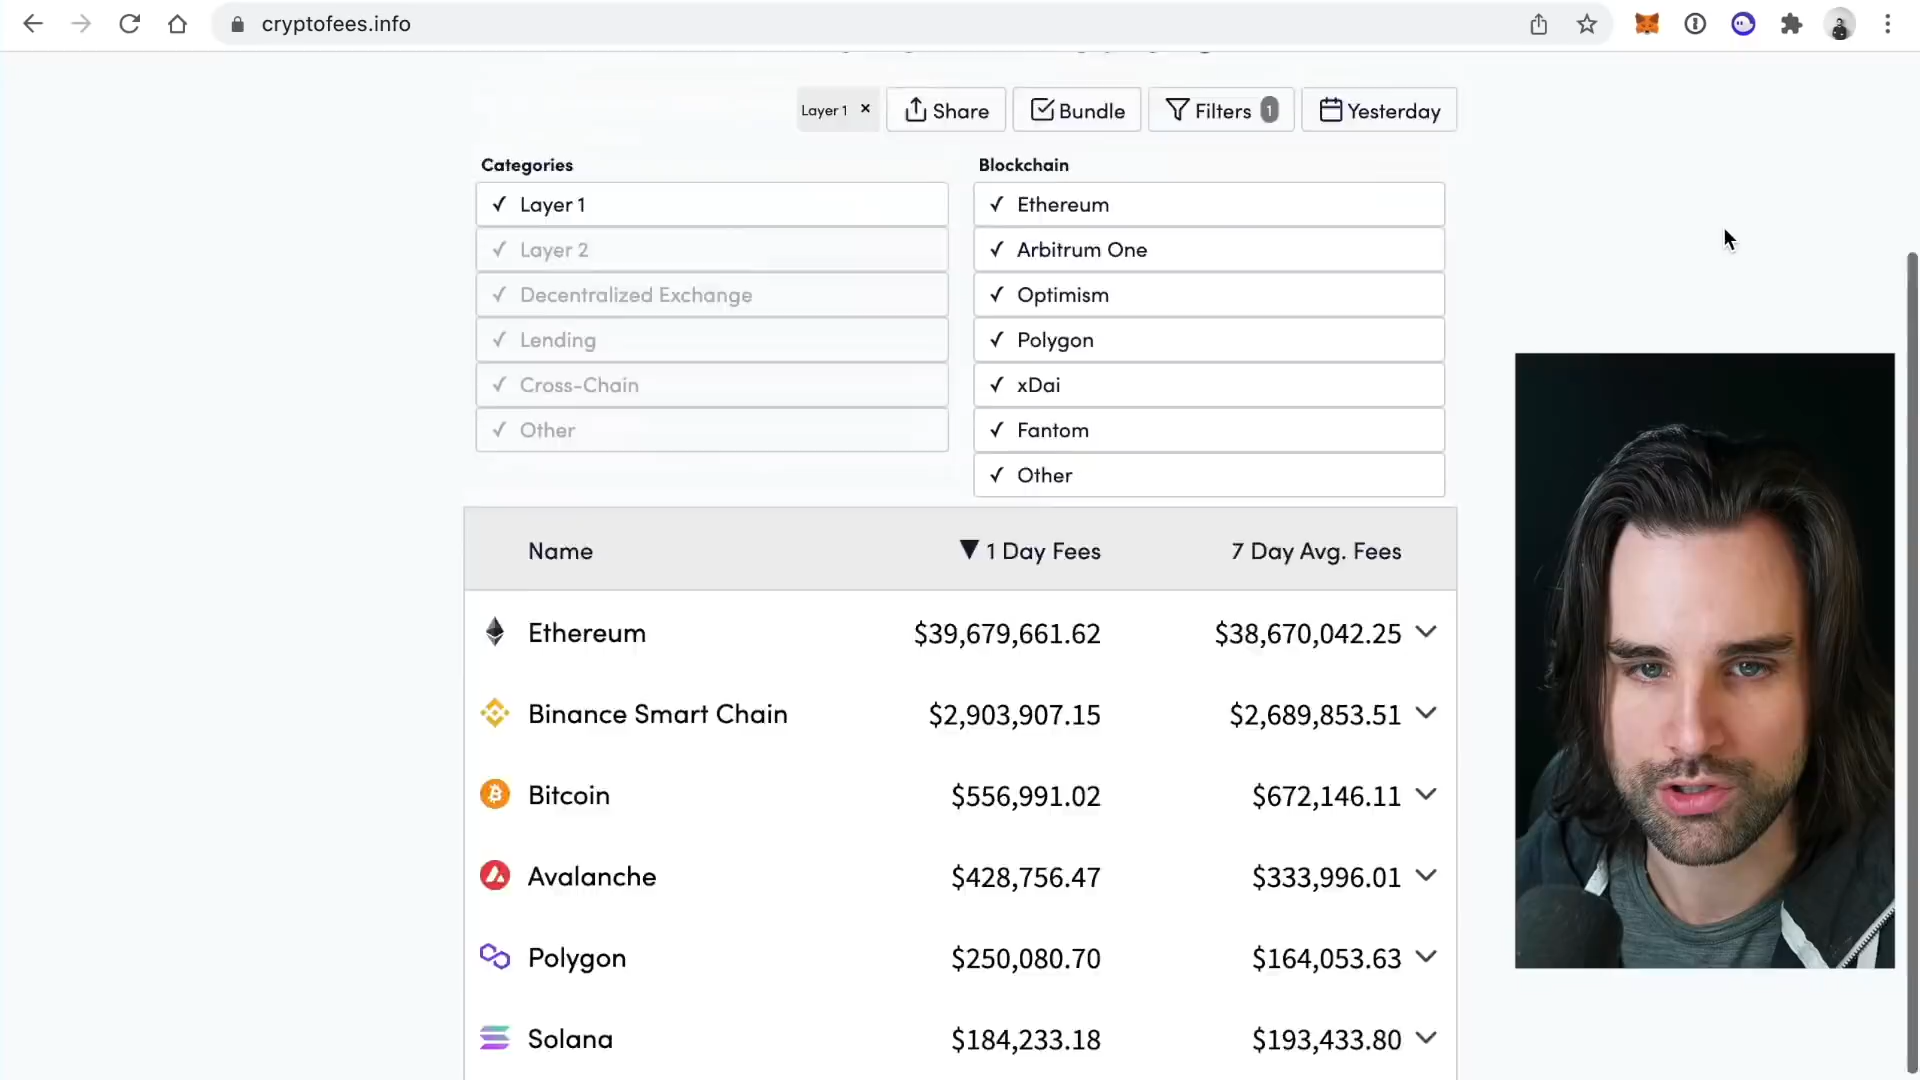 cryptofees.info
Layer 1 × Share Bundle Filters 1 Yesterday
Categories
✓ Layer 1
✓ Layer 2
✓ Decentralized Exchange
✓ Lending
✓ Cross-Chain
✓ Other
Blockchain
✓ Ethereum
✓ Arbitrum One
✓ Optimism
✓ Polygon
✓ xDai
✓ Fantom
✓ Other
Name ▼ 1 Day Fees 7 Day Avg. Fees
Ethereum $39,679,661.62 $38,670,042.25
Binance Smart Chain $2,903,907.15 $2,689,853.51
Bitcoin $556,991.02 $672,146.11
Avalanche $428,756.47 $333,996.01
Polygon $250,080.70 $164,053.63
Solana $184,233.18 $193,433.80